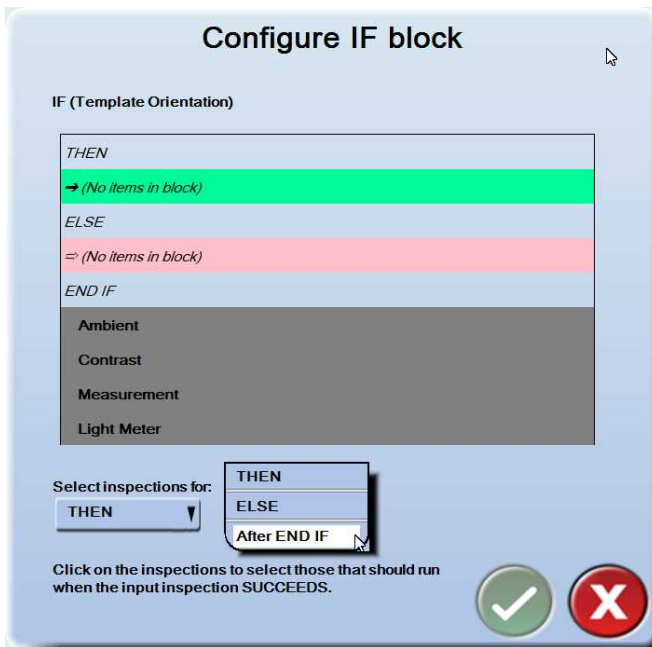 Configure IF block
IF (Template Orientation)
THEN
➔ (No items in block)
ELSE
⇨ (No items in block)
END IF
Ambient
Contrast
Measurement
Light Meter
Select inspections for:
THEN
THEN
ELSE
After END IF
Click on the inspections to select those that should run
when the input inspection SUCCEEDS.